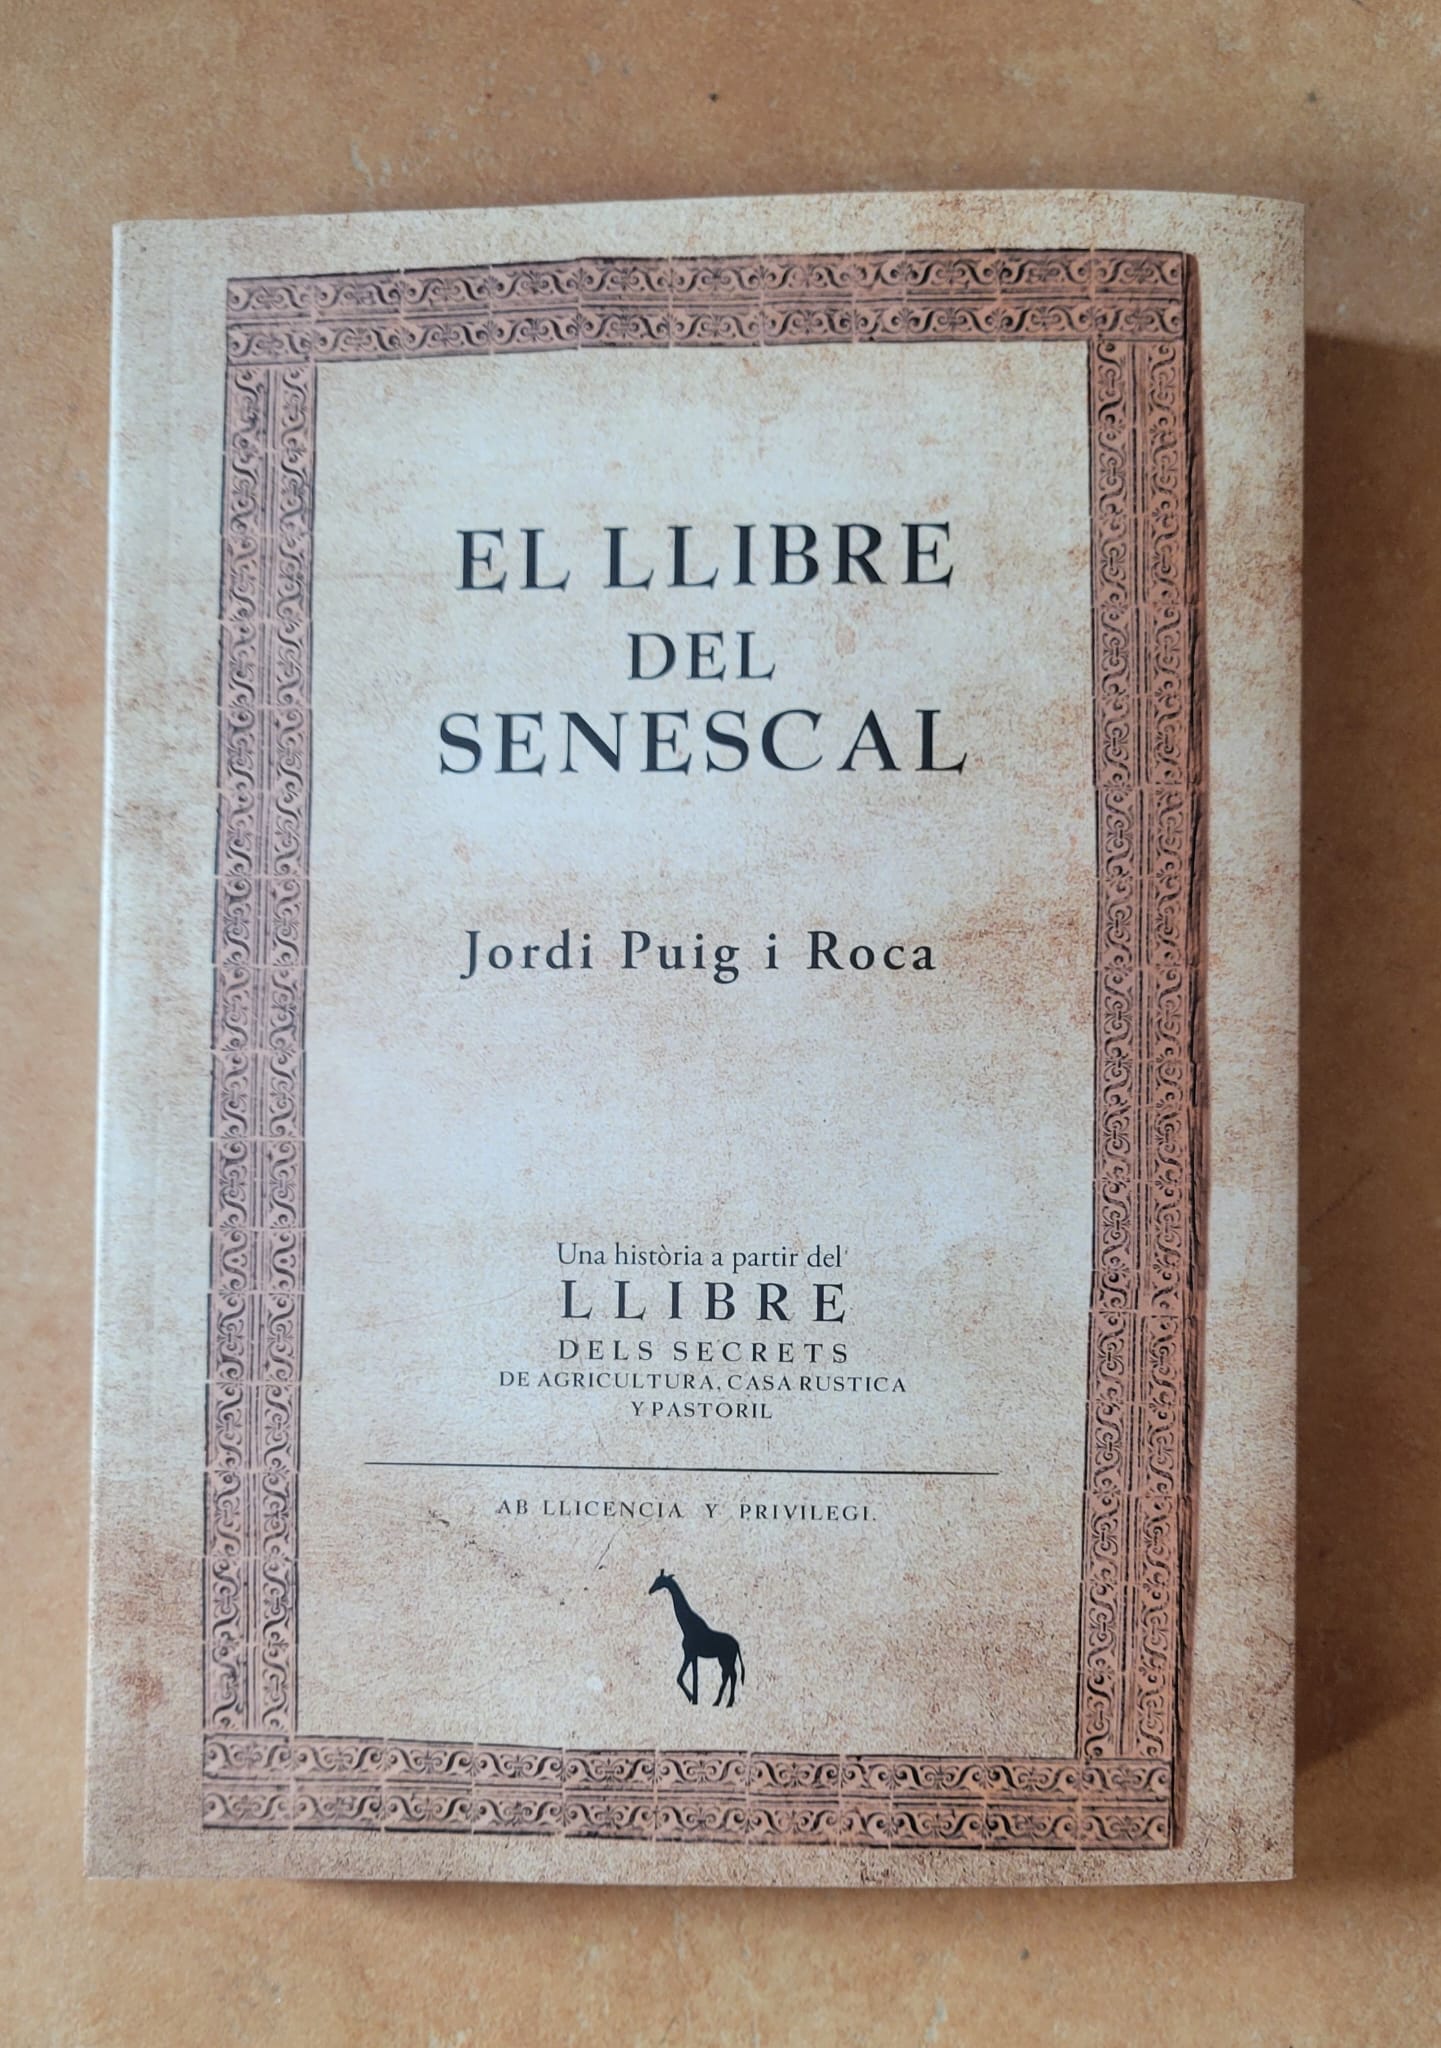 EL LLIBRE
DEL
SENESCAL
Jordi Puig i Roca
Una història a partir del
LLIBRE
DELS SECRETS
DE AGRICULTURA, CASA RUSTICA
Y PASTORIL
AB LLICENCIA Y PRIVILEGI.